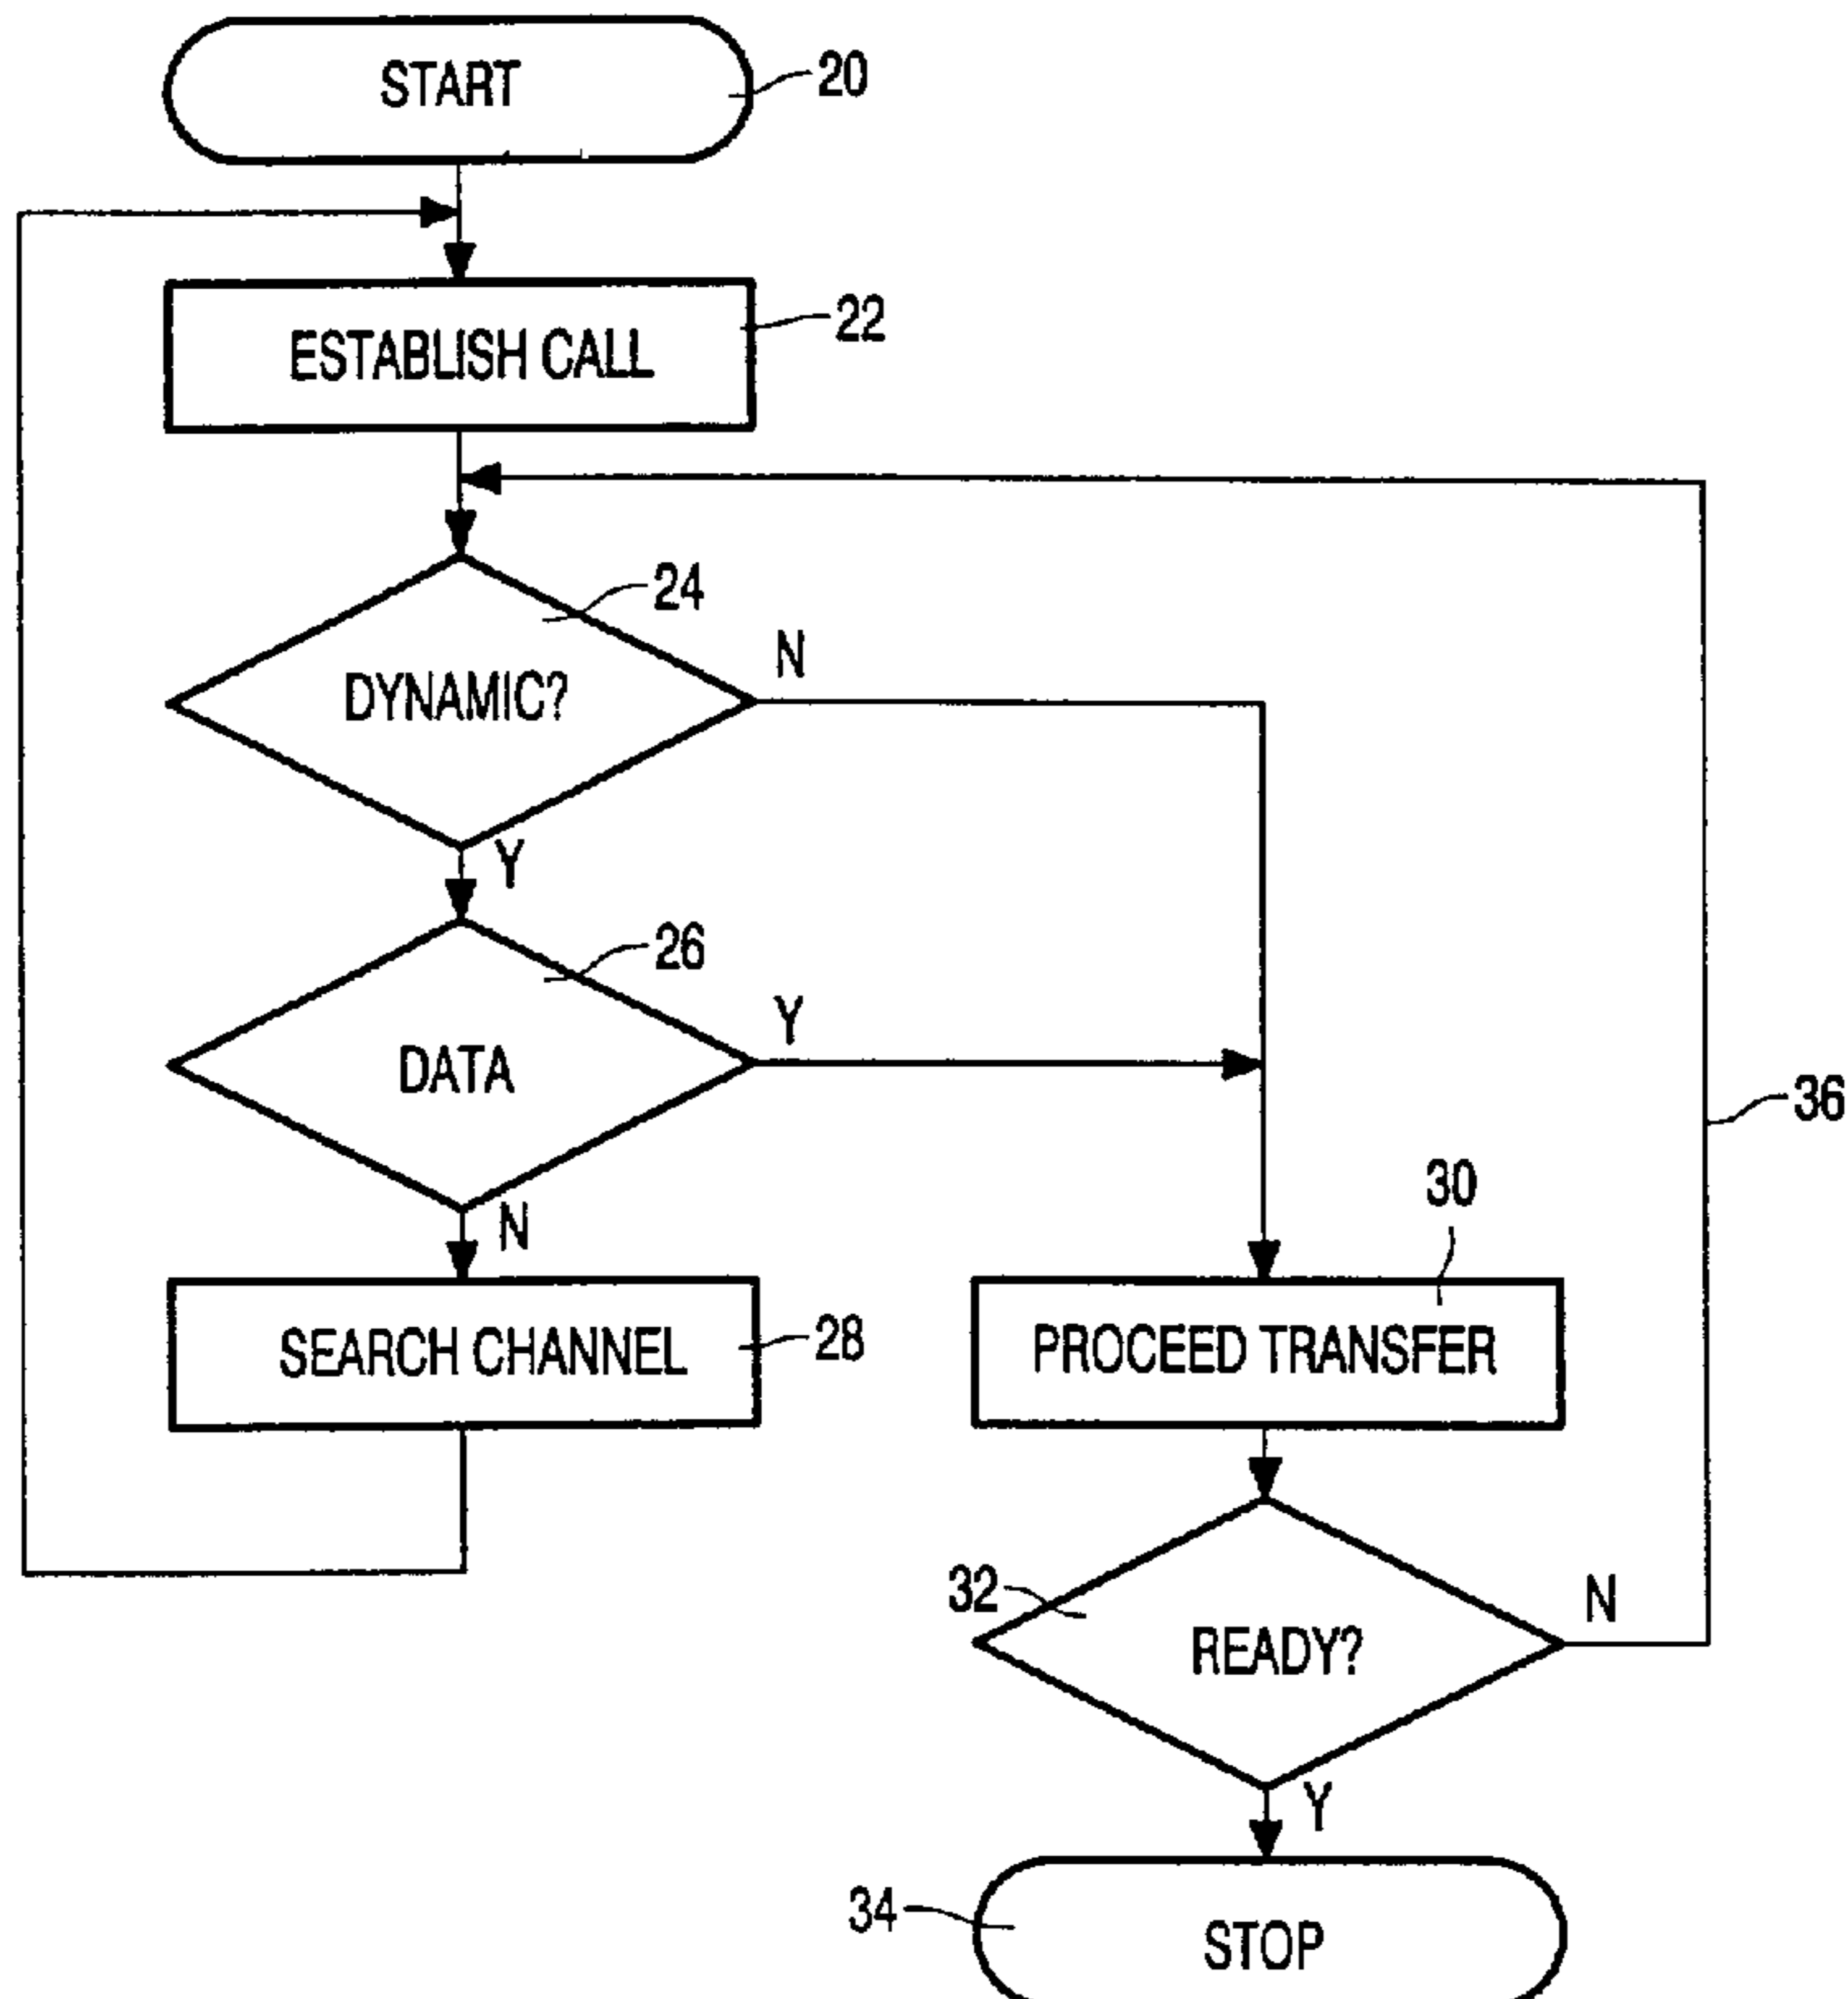 START
20
ESTABLISH CALL
22
24
DYNAMIC?
N
Y
26
DATA
Y
N
36
SEARCH CHANNEL
28
30
PROCEED TRANSFER
32
READY?
N
Y
34
STOP